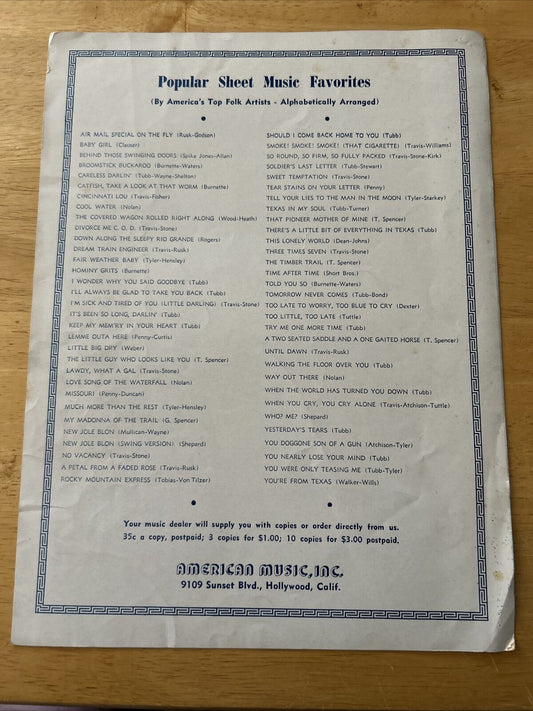 Popular Sheet Music Favorites
(By America's Top Folk Artists - Alphabetically Arranged)
AIR MAIL SPECIAL ON THE FLY (Rusk-Godson)
BABY GIRL (Clauser)
BEHIND THOSE SWINGING DOORS (Spike Jones-Allan)
BROOMSTICK BUCKAROO (Burnette-Waters)
CARELESS DARLIN' (Tubb-Wayne-Shelton)
CATFISH, TAKE A LOOK AT THAT WORM (Burnette)
CINCINNATI LOU (Travis-Fisher)
COOL WATER (Nolan)
THE COVERED WAGON ROLLED RIGHT ALONG (Wood-Heath)
DIVORCE ME C. O. D. (Travis-Stone)
DOWN ALONG THE SLEEPY RIO GRANDE (Rogers)
DREAM TRAIN ENGINEER (Travis-Rusk)
FAIR WEATHER BABY (Tyler-Hensley)
HOMINY GRITS (Burnette)
I WONDER WHY YOU SAID GOODBYE (Tubb)
I'LL ALWAYS BE GLAD TO TAKE YOU BACK (Tubb)
I'M SICK AND TIRED OF YOU (LITTLE DARLING) (Travis-Stone)
IT'S BEEN SO LONG, DARLIN' (Tubb)
KEEP MY MEM'RY IN YOUR HEART (Tubb)
LEMME OUTA HERE (Penny-Curtis)
LITTLE BIG DRY (Weber)
THE LITTLE GUY WHO LOOKS LIKE YOU (T. Spencer)
LAWDY, WHAT A GAL (Travis-Stone)
LOVE SONG OF THE WATERFALL (Nolan)
MISSOURI (Penny-Duncan)
MUCH MORE THAN THE REST (Tyler-Hensley)
MY MADONNA OF THE TRAIL (G. Spencer)
NEW JOLE BLON (Mullican-Wayne)
NEW JOLE BLON (SWING VERSION) (Shepard)
NO VACANCY (Travis-Stone)
A PETAL FROM A FADED ROSE (Travis-Rusk)
ROCKY MOUNTAIN EXPRESS (Tobias-Von Tilzer)
SHOULD I COME BACK HOME TO YOU (Tubb)
SMOKE! SMOKE! SMOKE! (THAT CIGARETTE) (Travis-Williams)
SO ROUND, SO FIRM, SO FULLY PACKED (Travis-Stone-Kirk)
SOLDIER'S LAST LETTER (Tubb-Stewart)
SWEET TEMPTATION (Travis-Stone)
TEAR STAINS ON YOUR LETTER (Penny)
TELL YOUR LIES TO THE MAN IN THE MOON (Tyler-Starkey)
TEXAS IN MY SOUL (Tubb-Turner)
THAT PIONEER MOTHER OF MINE (T. Spencer)
THERE'S A LITTLE BIT OF EVERYTHING IN TEXAS (Tubb)
THIS LONELY WORLD (Dean-Johns)
THREE TIMES SEVEN (Travis-Stone)
THE TIMBER TRAIL (T. Spencer)
TIME AFTER TIME (Short Bros.)
TOLD YOU SO (Burnette-Waters)
TOMORROW NEVER COMES (Tubb-Bond)
TOO LATE TO WORRY, TOO BLUE TO CRY (Dexter)
TOO LITTLE, TOO LATE (Tuttle)
TRY ME ONE MORE TIME (Tubb)
A TWO SEATED SADDLE AND A ONE GAITED HORSE (T. Spencer)
UNTIL DAWN (Travis-Rusk)
WALKING THE FLOOR OVER YOU (Tubb)
WAY OUT THERE (Nolan)
WHEN THE WORLD HAS TURNED YOU DOWN (Tubb)
WHEN YOU CRY, YOU CRY ALONE (Travis-Atchison-Tuttle)
WHO? ME? (Shepard)
YESTERDAY'S TEARS (Tubb)
YOU DOGGONE SON OF A GUN (Atchison-Tyler)
YOU NEARLY LOSE YOUR MIND (Tubb)
YOU WERE ONLY TEASING ME (Tubb-Tyler)
YOU'RE FROM TEXAS (Walker-Wills)
Your music dealer will supply you with copies or order directly from us.
35c a copy, postpaid; 3 copies for $1.00; 10 copies for $3.00 postpaid.
AMERICAN MUSIC, INC.
9109 Sunset Blvd., Hollywood, Calif.